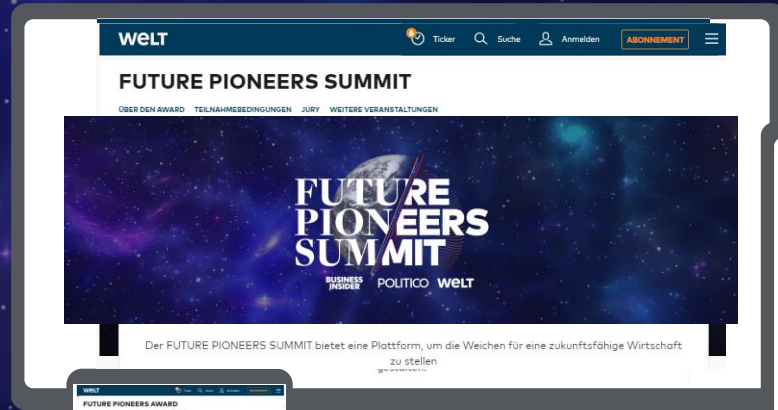 WELT
6 Ticker Suche Anmelden ABONNEMENT
FUTURE PIONEERS SUMMIT
ÜBER DEN AWARD TEILNAHMEBEDINGUNGEN JURY WEITERE VERANSTALTUNGEN
FUTURE
PIONEERS
SUMMIT
BUSINESS
INSIDER
POLITICO WELT
Der FUTURE PIONEERS SUMMIT bietet eine Plattform, um die Weichen für eine zukunftsfähige Wirtschaft
zu stellen
gestalten.
WELT
FUTURE PIONEERS AWARD